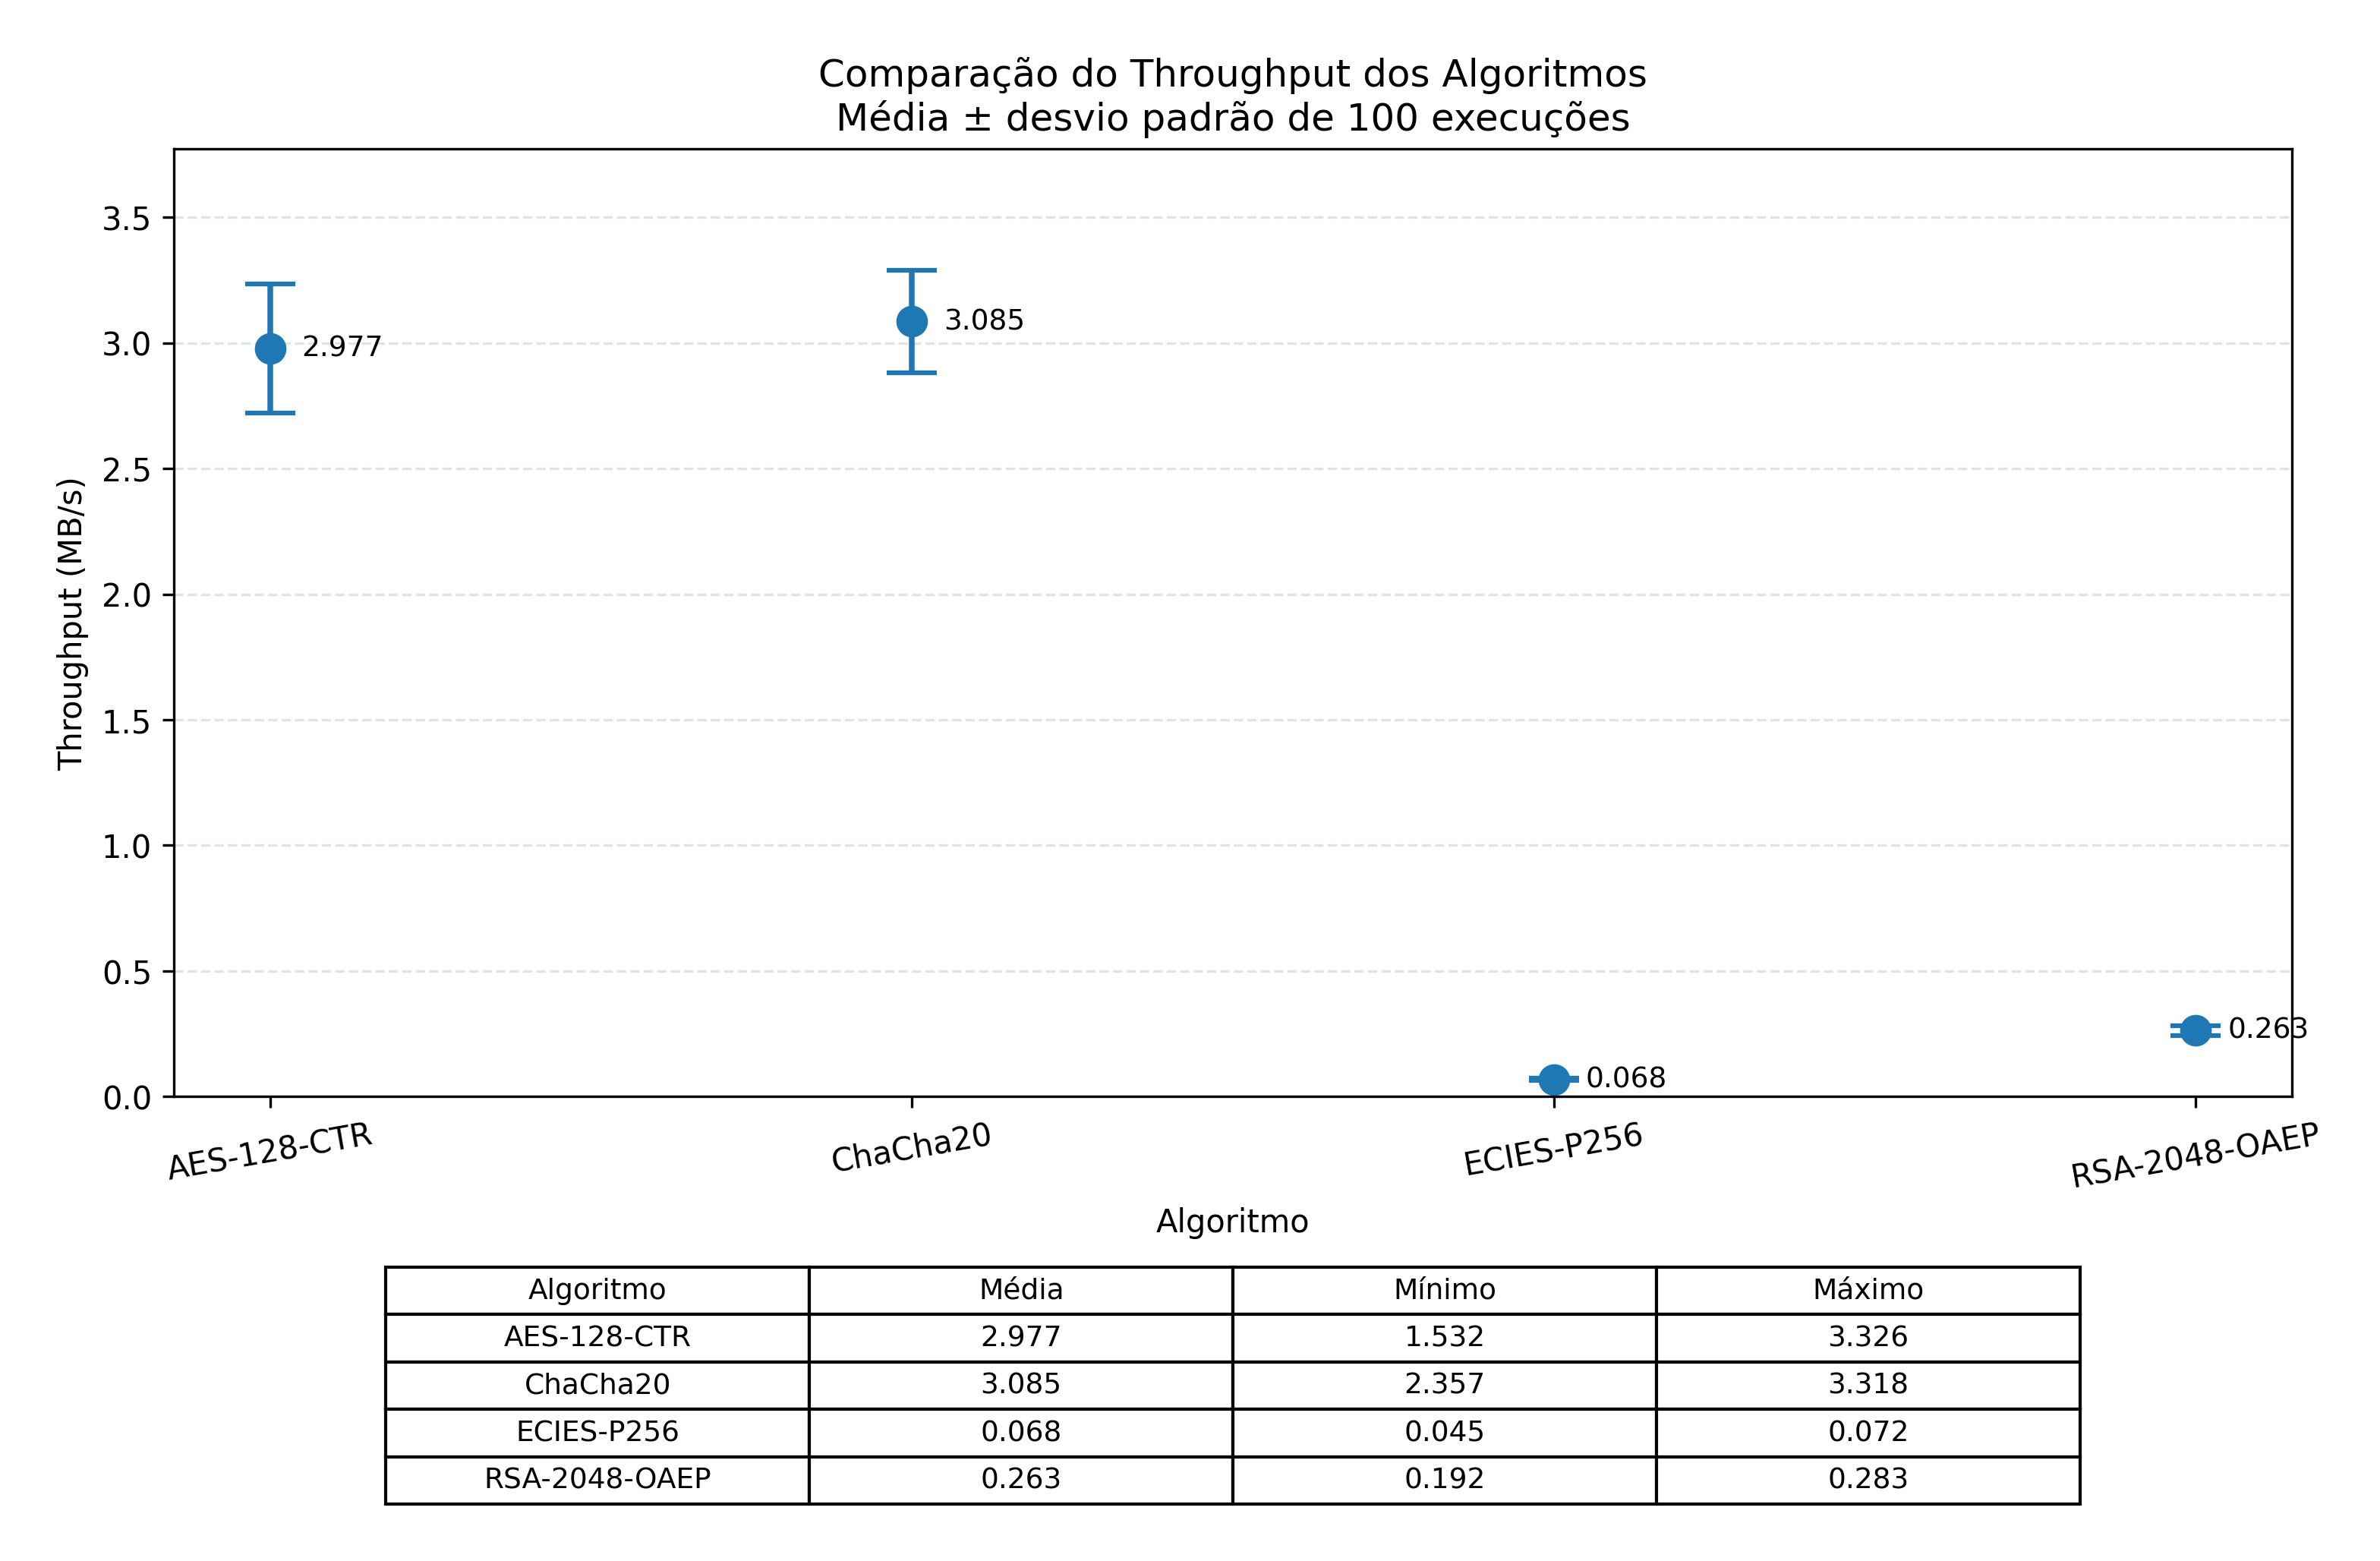 Comparação do Throughput dos Algoritmos
Média ± desvio padrão de 100 execuções
Throughput (MB/s)
3.5
3.0
2.5
2.0
1.5
1.0
0.5
0.0
2.977
3.085
0.068
0.263
AES-128-CTR
ChaCha20
ECIES-P256
RSA-2048-OAEP
Algoritmo
Algoritmo Média Mínimo Máximo
AES-128-CTR 2.977 1.532 3.326
ChaCha20 3.085 2.357 3.318
ECIES-P256 0.068 0.045 0.072
RSA-2048-OAEP 0.263 0.192 0.283